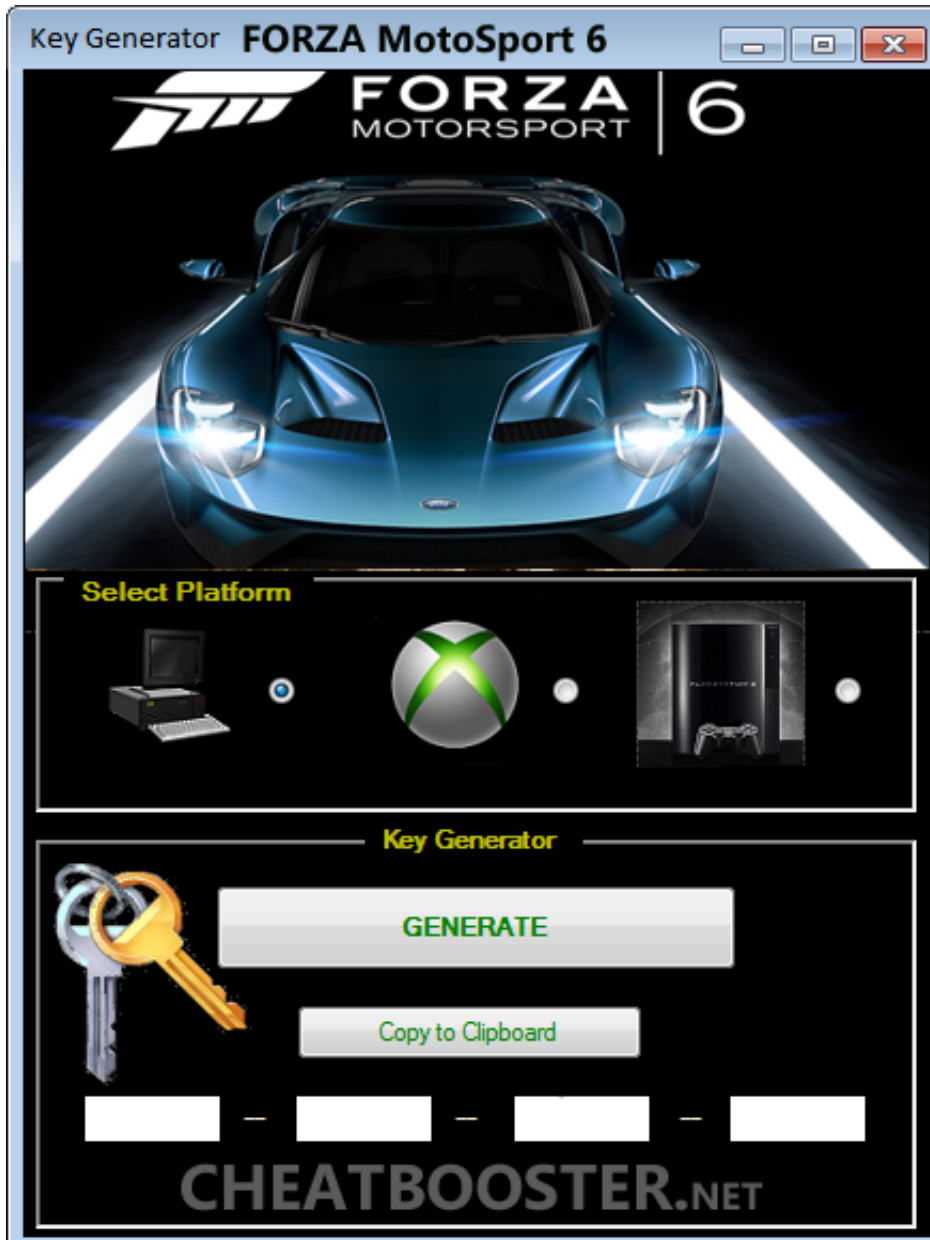 Key Generator FORZA MotoSport 6
FORZA
MOTORSPORT
6
Select Platform
Key Generator
GENERATE
Copy to Clipboard
CHEATBOOSTER.NET